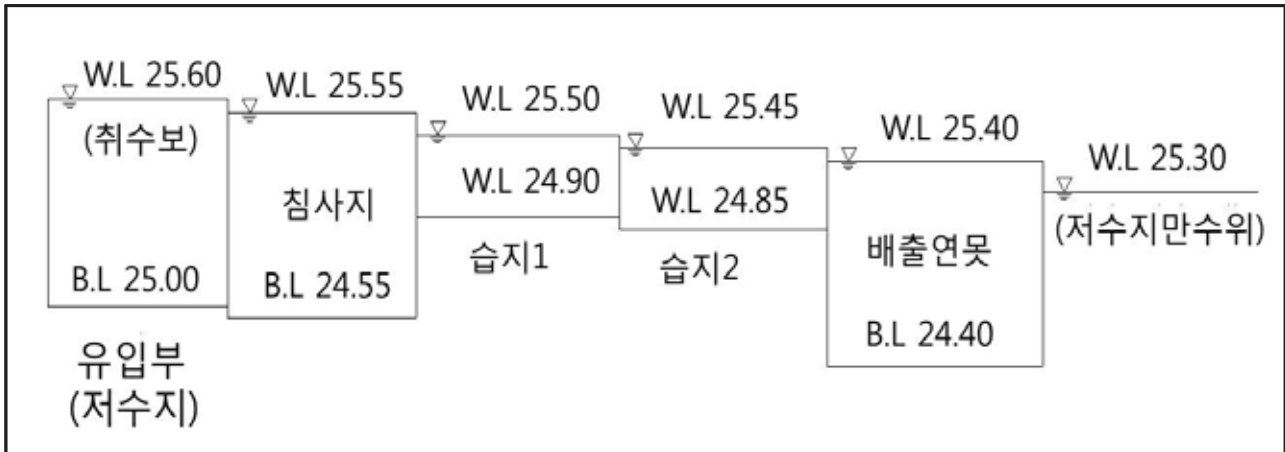 W.L 25.60
(취수보)
B.L 25.00
유입부
(저수지)
W.L 25.55
침사지
B.L 24.55
W.L 25.50
W.L 24.90
습지1
W.L 25.45
W.L 24.85
습지2
W.L 25.40
배출연못
B.L 24.40
W.L 25.30
(저수지만수위)